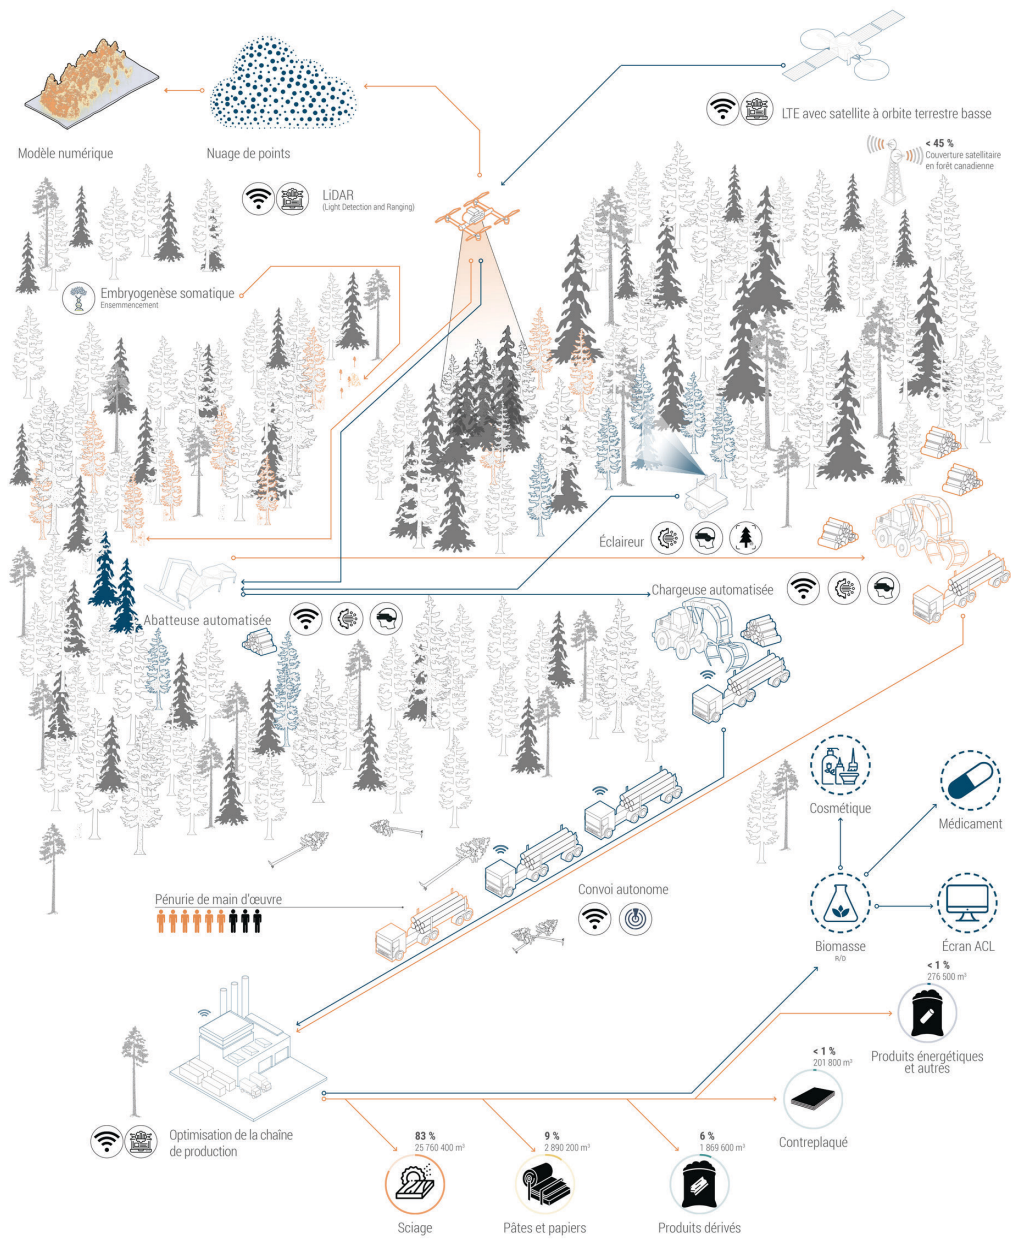 LTE avec satellite à orbite terrestre basse
< 45 %
Couverture satellitaire
en forêt canadienne
Modèle numérique
Nuage de points
LiDAR
(Light Detection and Ranging)
Embryogenèse somatique
Ensemmencement
Éclaireur
Chargeuse automatisée
Abatteuse automatisée
Cosmétique
Médicament
Pénurie de main d'œuvre
Convoi autonome
Biomasse
R/D
Écran ACL
< 1 %
276 500 m³
Produits énergétiques
et autres
< 1 %
201 800 m³
Contreplaqué
Optimisation de la chaîne
de production
83 %
25 760 400 m³
Sciage
9 %
2 890 200 m³
Pâtes et papiers
6 %
1 869 600 m³
Produits dérivés